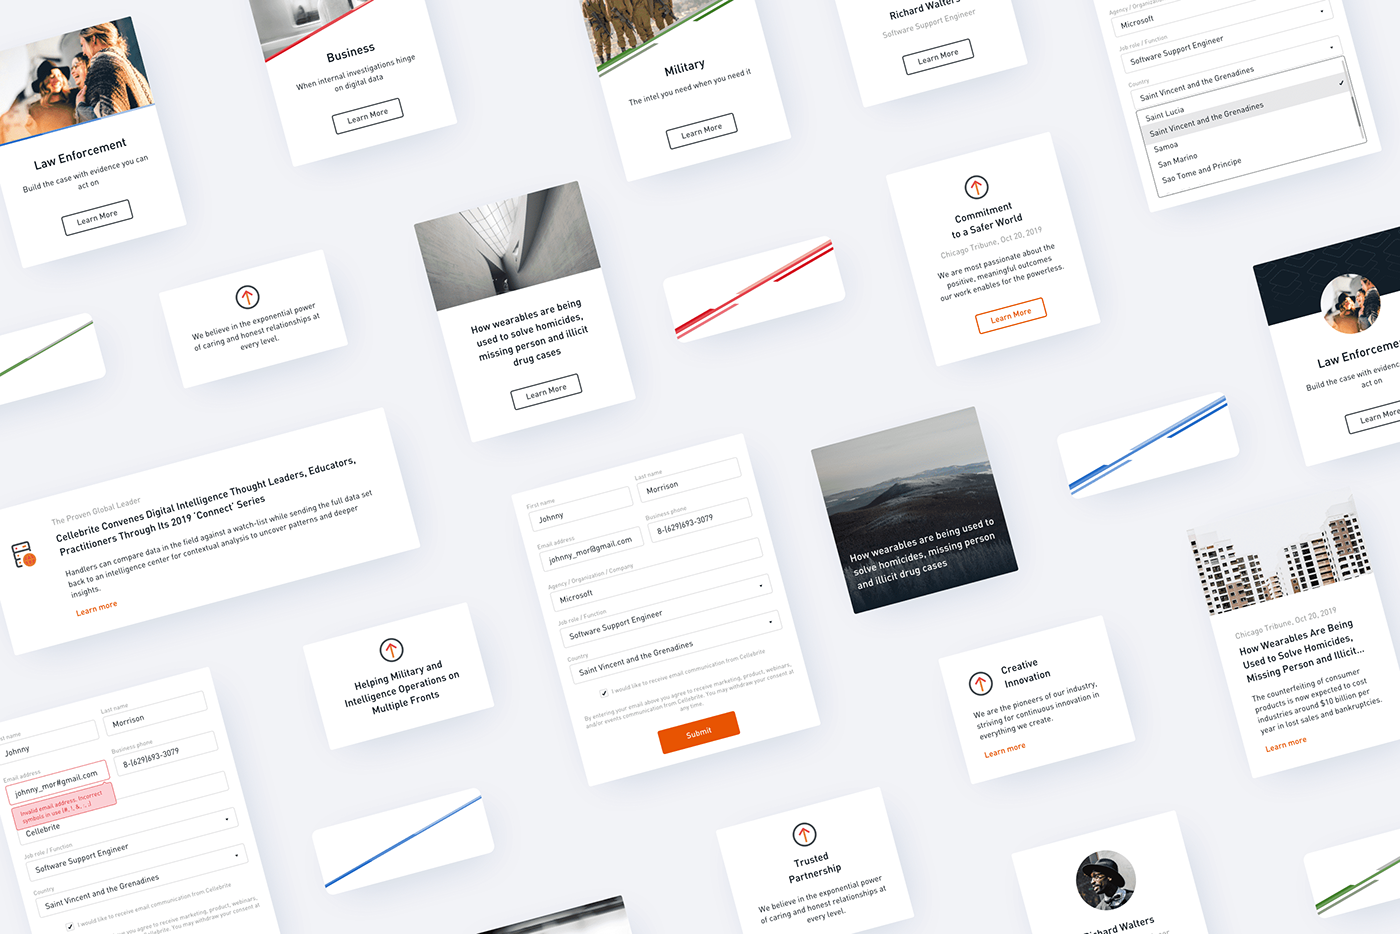 Law Enforcement
Build the case with evidence you can
act on
Learn More
Business
When internal investigations hinge
on digital data
Learn More
Military
The intel you need when you need it
Learn More
Richard Walters
Software Support Engineer
Learn More
Agency / Organization
Microsoft
Job role / Function
Software Support Engineer
Country
Saint Vincent and the Grenadines
Saint Lucia
Saint Vincent and the Grenadines
Samoa
San Marino
Sao Tome and Principe
We believe in the exponential power
of caring and honest relationships at
every level.
How wearables are being
used to solve homicides,
missing person and illicit
drug cases
Learn More
Commitment
to a Safer World
Chicago Tribune, Oct 20, 2019
We are most passionate about the
positive, meaningful outcomes
our work enables for the powerless.
Learn More
Law Enforceme
Build the case with evidenc
act on
Learn More
The Proven Global Leader
Cellebrite Convenes Digital Intelligence Thought Leaders, Educators,
Practitioners Through Its 2019 'Connect' Series
Handlers can compare data in the field against a watch-list while sending the full data set
back to an intelligence center for contextual analysis to uncover patterns and deeper
insights.
Learn more
First name
Johnny
Last name
Morrison
Email address
johnny_mor@gmail.com
Business phone
8-(629)693-3079
Agency / Organization / Company
Microsoft
Job role / Function
Software Support Engineer
Country
Saint Vincent and the Grenadines
I would like to receive email communication from Cellebrite
By entering your email above you agree to receive marketing, product, webinars,
and/or events communication from Cellebrite. You may withdraw your consent at
any time.
Submit
How wearables are being used to
solve homicides, missing person
and illicit drug cases
Chicago Tribune, Oct 20, 2019
How Wearables Are Being
Used to Solve Homicides,
Missing Person and Illicit...
The counterfeiting of consumer
products is now expected to cost
industries around $10 billion per
year in lost sales and bankruptcies.
Learn more
Helping Military and
Intelligence Operations on
Multiple Fronts
Creative
Innovation
We are the pioneers of our industry,
striving for continuous innovation in
everything we create.
Learn more
st name
Johnny
Last name
Morrison
Email address
johnny_mor#gmail.com
Invalid email address. Incorrect
Business phone
8-(629)693-3079
Cellebrite
Job role / Function
Software Support Engineer
Country
Saint Vincent and the Grenadines
I would like to receive email communication from Cellebrite
you agree to receive marketing, product, webinars,
Cellebrite. You may withdraw your consent at
Trusted
Partnership
We believe in the exponential power
of caring and honest relationships at
every level.
Richard Walters